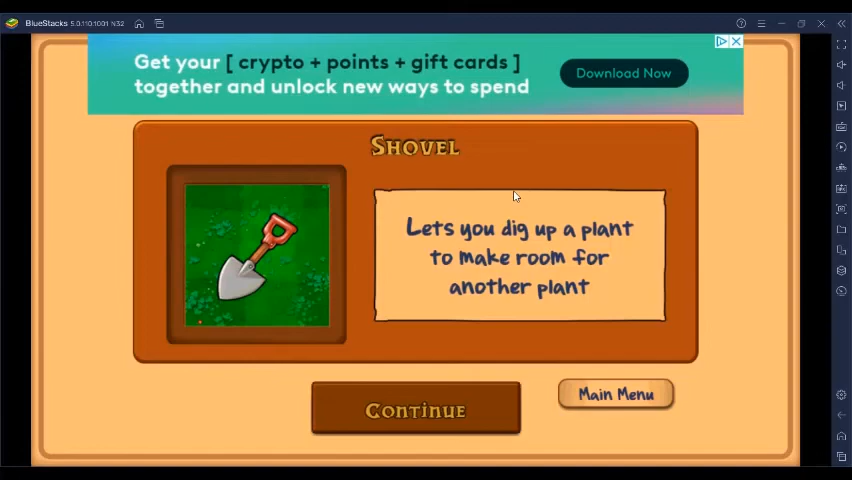 BlueStacks 5.0.110.1001 N32
Get your [ crypto + points + gift cards ]
together and unlock new ways to spend
Download Now
Shovel
Lets you dig up a plant
to make room for
another plant
Continue
Main Menu